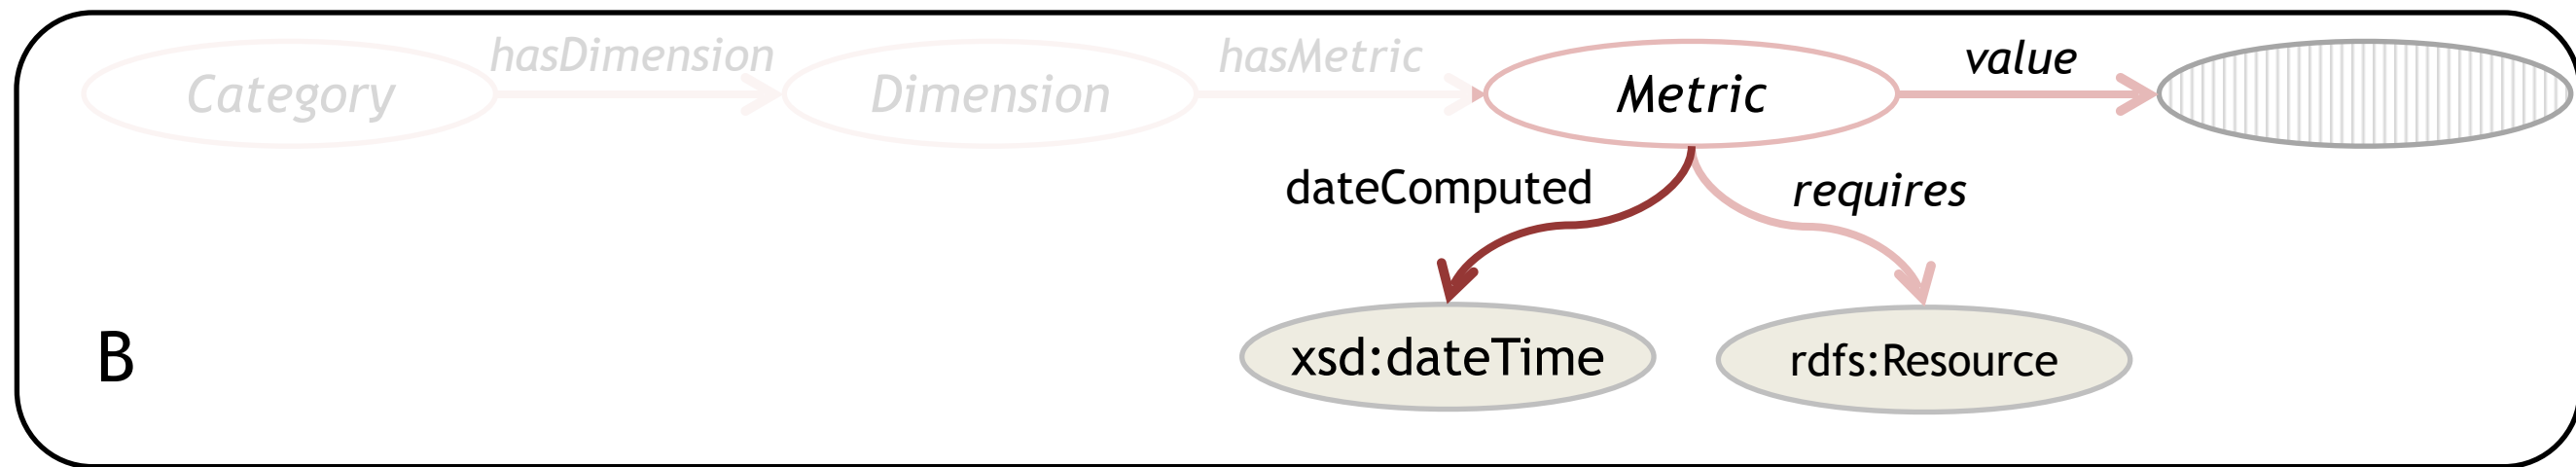 Category
hasDimension
Dimension
hasMetric
Metric
value
dateComputed
requires
xsd:dateTime
rdfs:Resource
B